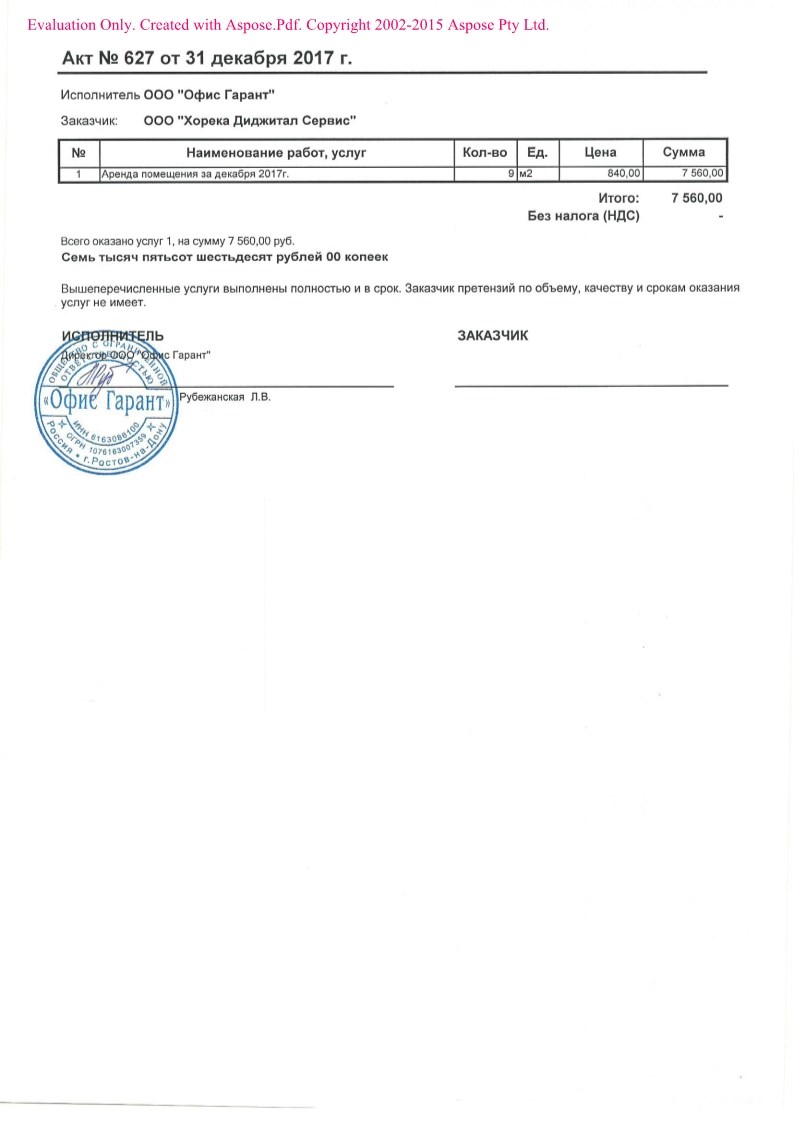 Evaluation Only. Created with Aspose.Pdf. Copyright 2002-2015 Aspose Pty Ltd.
Акт № 627 от 31 декабря 2017 г.
Исполнитель ООО "Офис Гарант"
Заказчик: ООО "Хорека Диджитал Сервис"
№ Наименование работ, услуг Кол-во Ед. Цена Сумма
1 Аренда помещения за декабря 2017г. 9 м2 840,00 7 560,00
Итого: 7 560,00
Без налога (НДС) -
Всего оказано услуг 1, на сумму 7 560,00 руб.
Семь тысяч пятьсот шестьдесят рублей 00 копеек
Вышеперечисленные услуги выполнены полностью и в срок. Заказчик претензий по объему, качеству и срокам оказания
услуг не имеет.
ИСПОЛНИТЕЛЬ ЗАКАЗЧИК
Директор ООО "Офис Гарант"
Рубежанская Л.В.
ОБЩЕСТВО С ОГРАНИЧЕННОЙ
ОТВЕТСТВЕННОСТЬЮ
«Офис Гарант»
ИНН 6163086100
ОГРН 1076163007359
Россия • г.Ростов-на-Дону